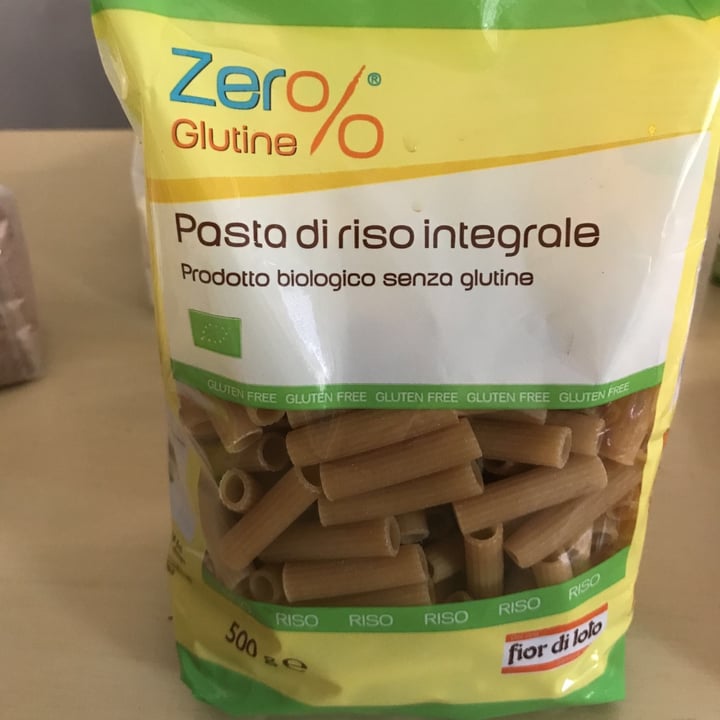 Zero% ®
Glutine
Pasta di riso integrale
Prodotto biologico senza glutine
GLUTEN FREE GLUTEN FREE GLUTEN FREE GLUTEN FREE GLUTEN FREE
RISO RISO RISO RISO RISO
500 g e
fior di loto